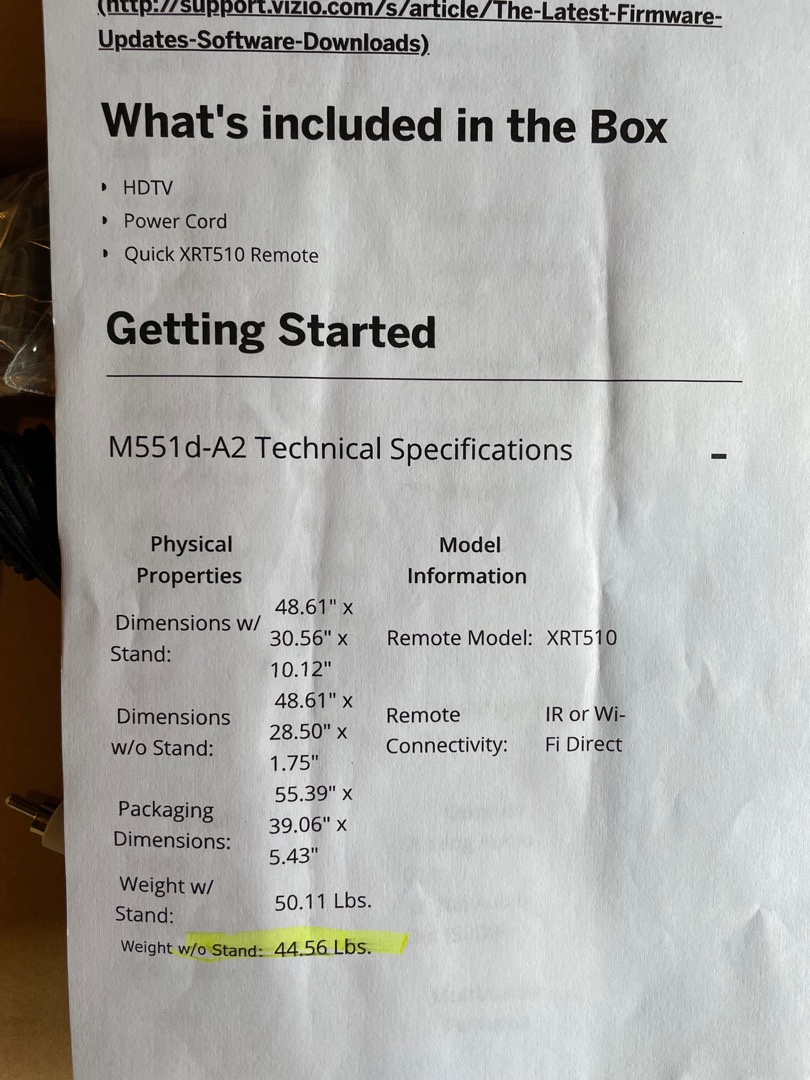 (http://support.vizio.com/s/article/The-Latest-Firmware-
Updates-Software-Downloads)
What's included in the Box
HDTV
Power Cord
Quick XRT510 Remote
Getting Started
M551d-A2 Technical Specifications
Physical
Properties
Model
Information
Dimensions w/
Stand:
48.61" x
30.56" x
10.12"
Remote Model: XRT510
Dimensions
w/o Stand:
48.61" x
28.50" x
1.75"
Remote
Connectivity:
IR or Wi-
Fi Direct
Packaging
Dimensions:
55.39" x
39.06" x
5.43"
Weight w/
Stand:
50.11 Lbs.
Weight w/o Stand: 44.56 Lbs.